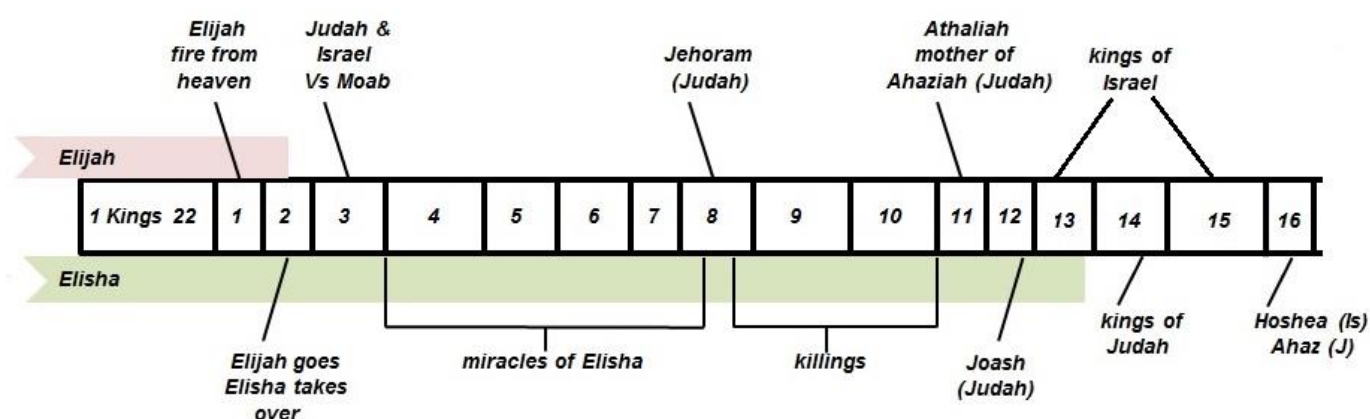 Elijah
fire from
heaven
Judah &
Israel
Vs Moab
Jehoram
(Judah)
Athaliah
mother of
Ahaziah (Judah)
kings of
Israel
Elijah
1 Kings 22 1 2 3 4 5 6 7 8 9 10 11 12 13 14 15 16
Elisha
Elijah goes
Elisha takes
over
miracles of Elisha
killings
Joash
(Judah)
kings of
Judah
Hoshea (Is)
Ahaz (J)